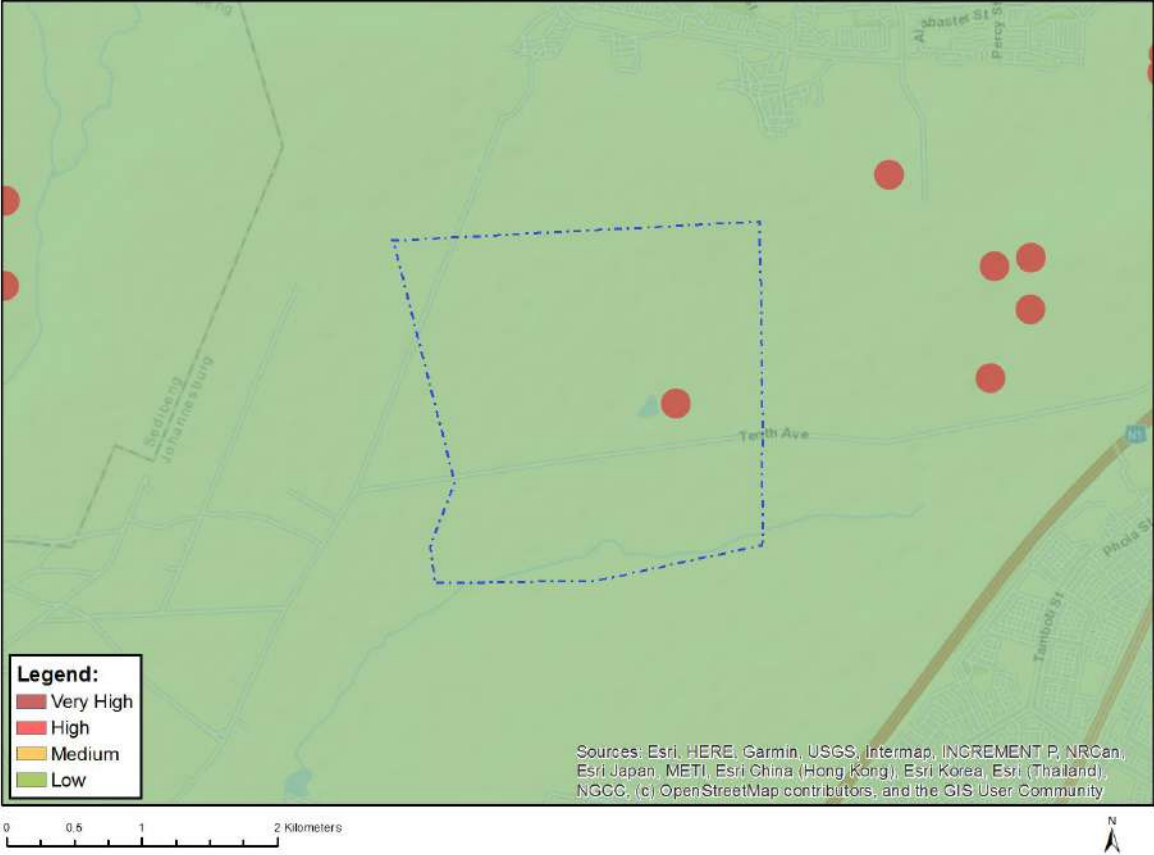 Alabaster St
Percy St
Sedibeng
Johannesburg
Tenth Ave
N1
Phola St
Tambob St
Legend:
Very High
High
Medium
Low
Sources: Esri, HERE, Garmin, USGS, Intermap, INCREMENT P, NRCan,
Esri Japan, METI, Esri China (Hong Kong), Esri Korea, Esri (Thailand),
NGCC, (c) OpenStreetMap contributors, and the GIS User Community
0 0.5 1 2 Kilometers
N